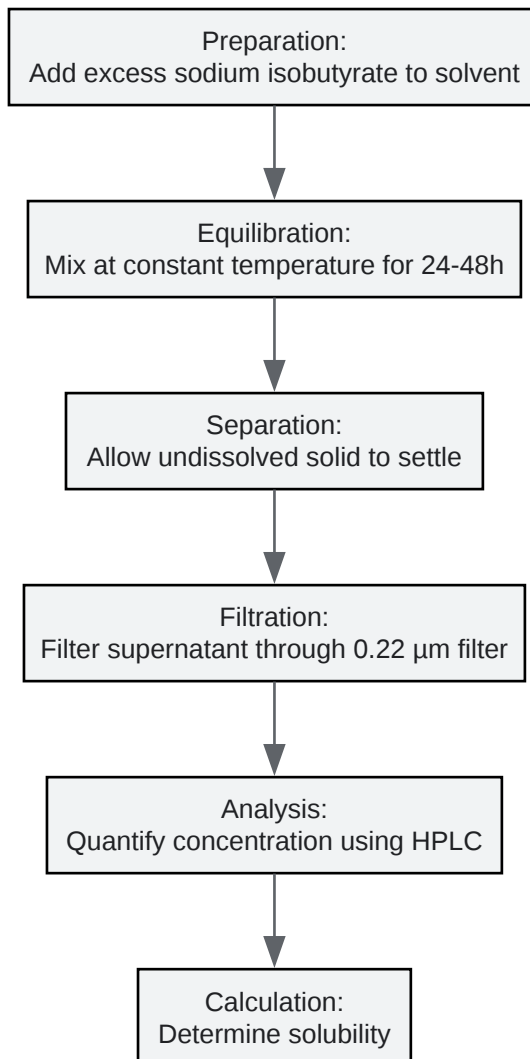 Preparation:
Add excess sodium isobutyrate to solvent
Equilibration:
Mix at constant temperature for 24-48h
Separation:
Allow undissolved solid to settle
Filtration:
Filter supernatant through 0.22 µm filter
Analysis:
Quantify concentration using HPLC
Calculation:
Determine solubility